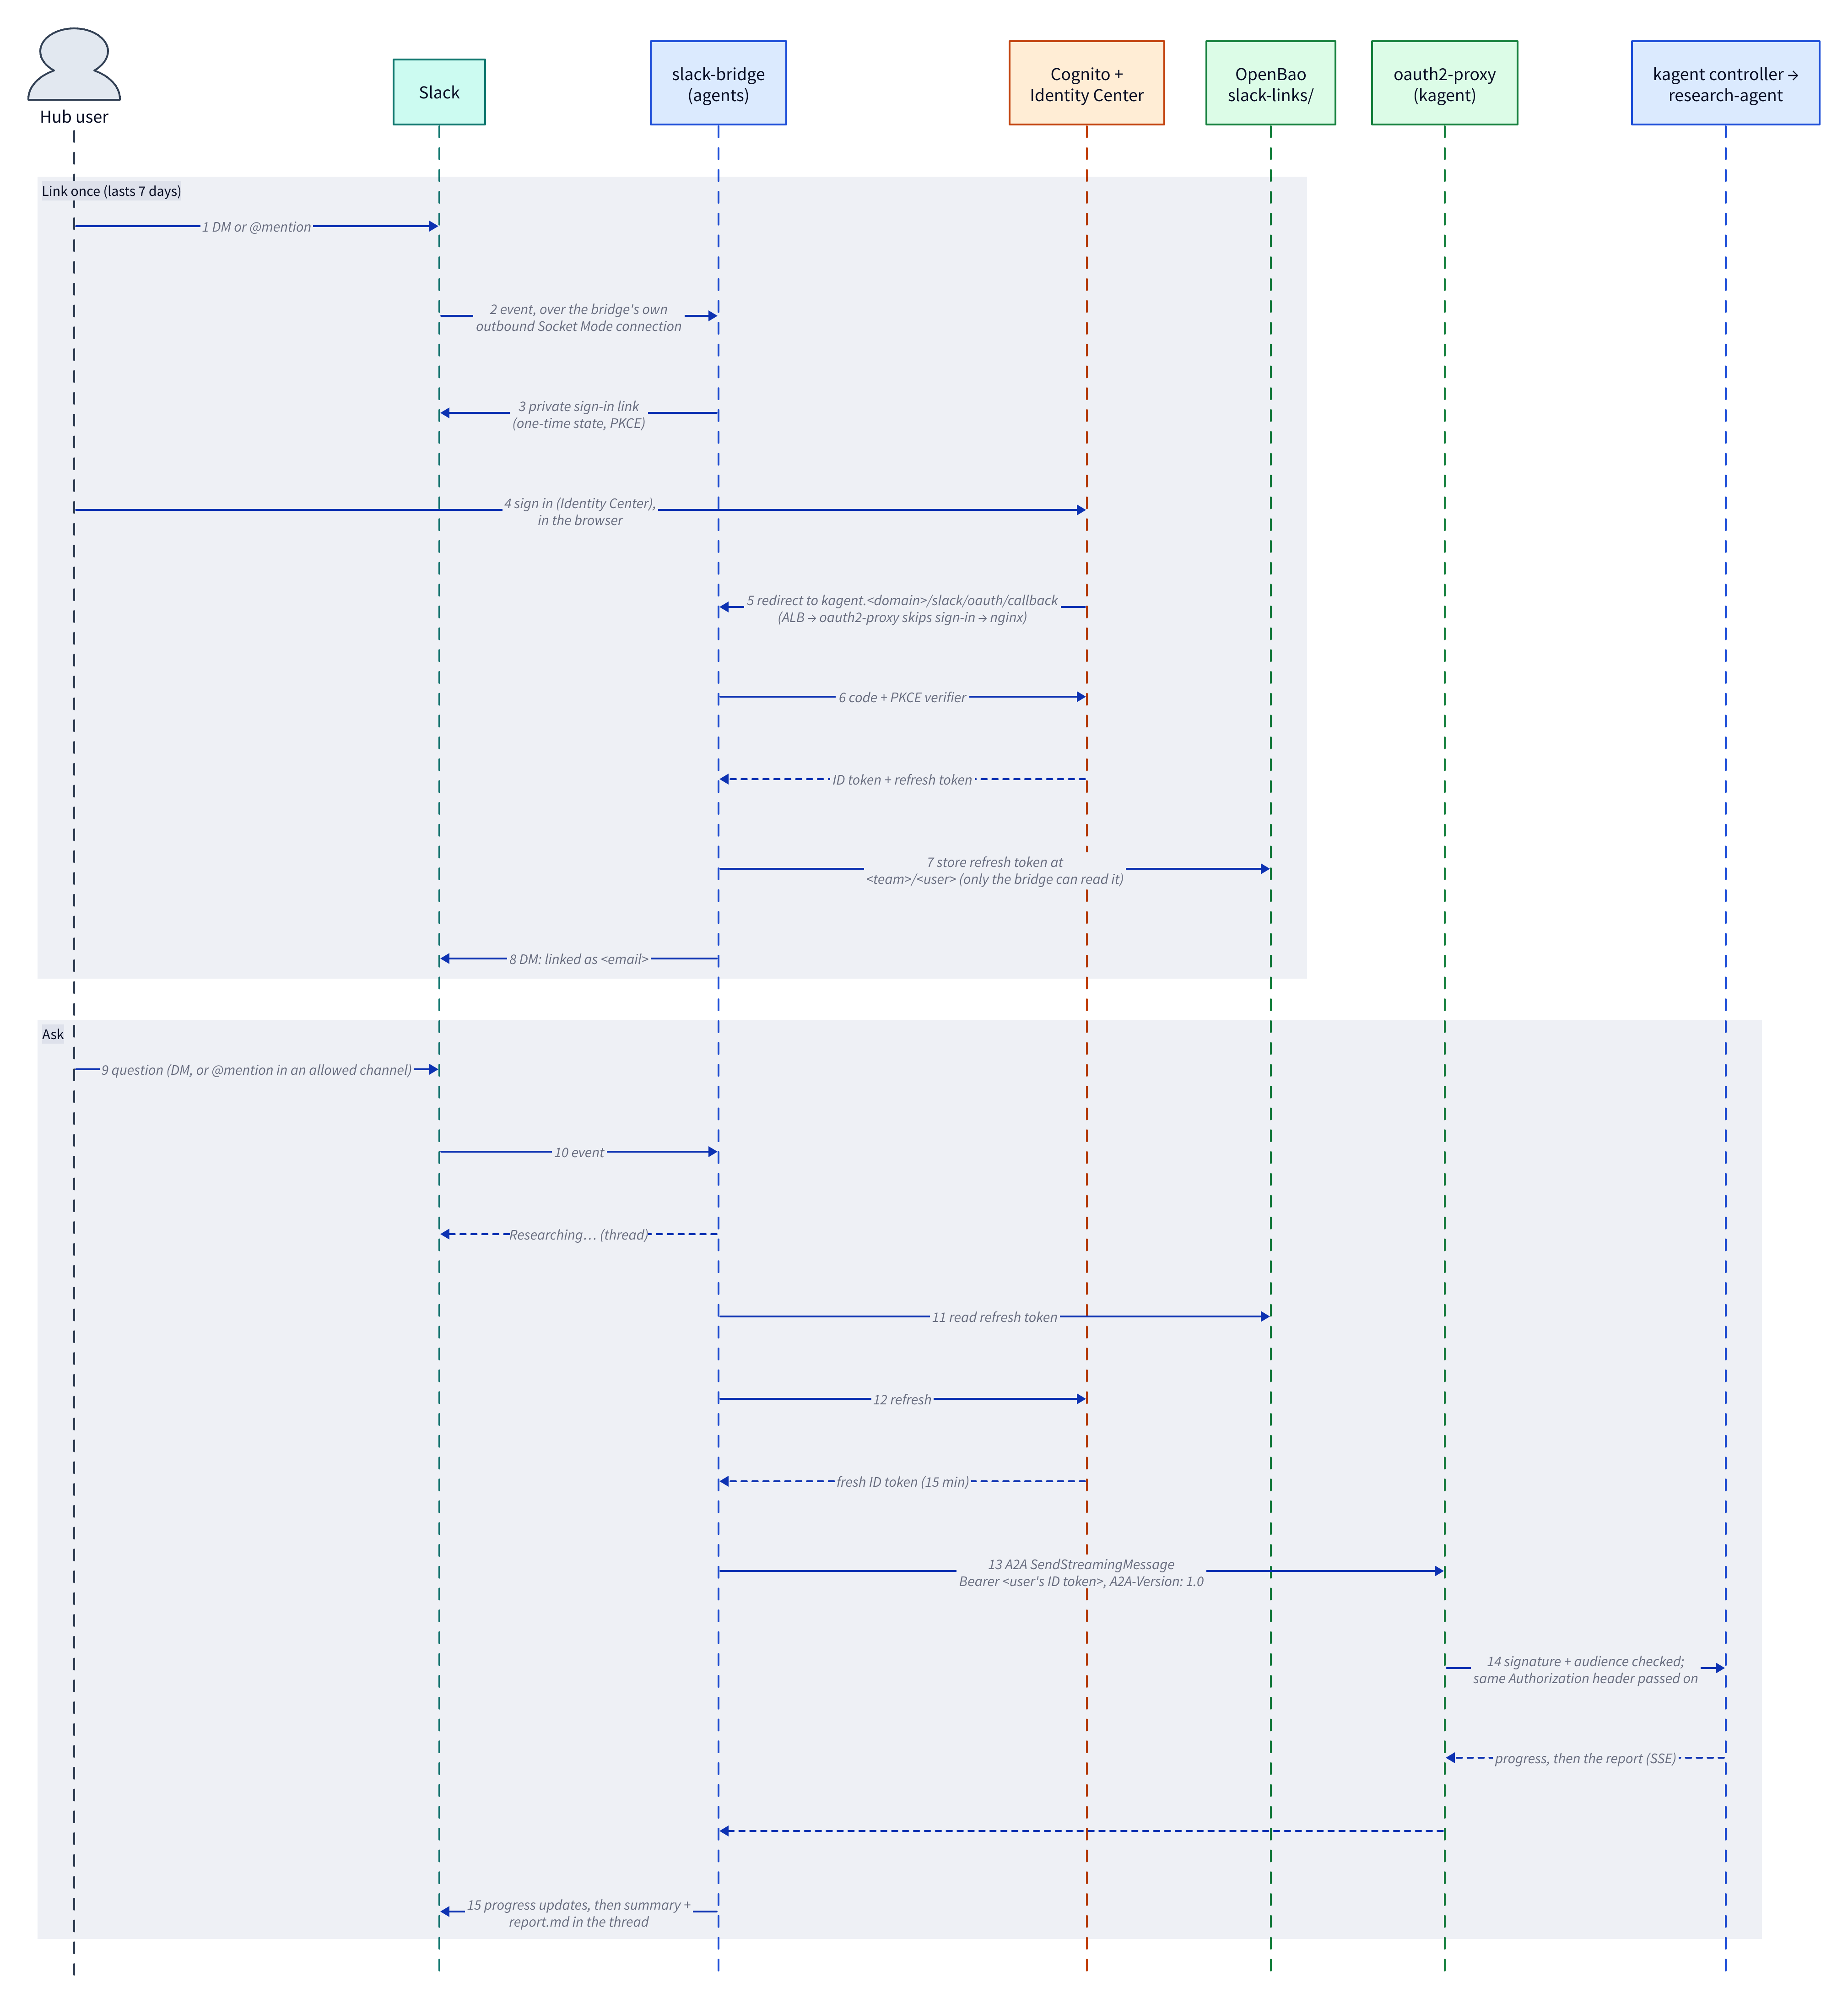 Hub user
Slack
slack-bridge
(agents)
Cognito +
Identity Center
OpenBao
slack-links/
oauth2-proxy
(kagent)
kagent controller →
research-agent
Link once (lasts 7 days)
1 DM or @mention
2 event, over the bridge's own
outbound Socket Mode connection
3 private sign-in link
(one-time state, PKCE)
4 sign in (Identity Center),
in the browser
5 redirect to kagent.<domain>/slack/oauth/callback
(ALB → oauth2-proxy skips sign-in → nginx)
6 code + PKCE verifier
ID token + refresh token
7 store refresh token at
<team>/<user> (only the bridge can read it)
8 DM: linked as <email>
Ask
9 question (DM, or @mention in an allowed channel)
10 event
Researching… (thread)
11 read refresh token
12 refresh
fresh ID token (15 min)
13 A2A SendStreamingMessage
Bearer <user's ID token>, A2A-Version: 1.0
14 signature + audience checked;
same Authorization header passed on
progress, then the report (SSE)
15 progress updates, then summary +
report.md in the thread